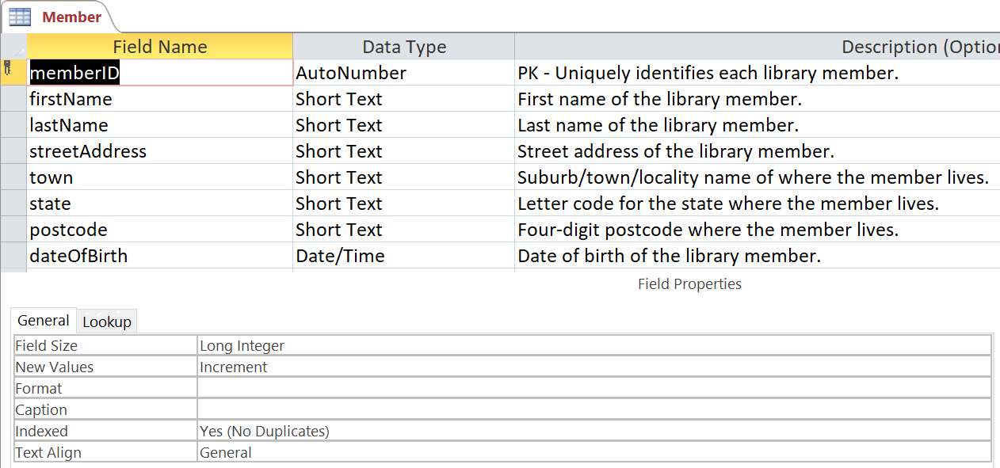 Member
Field Name Data Type Description (Optio
memberID AutoNumber PK - Uniquely identifies each library member.
firstName Short Text First name of the library member.
lastName Short Text Last name of the library member.
streetAddress Short Text Street address of the library member.
town Short Text Suburb/town/locality name of where the member lives.
state Short Text Letter code for the state where the member lives.
postcode Short Text Four-digit postcode where the member lives.
dateOfBirth Date/Time Date of birth of the library member.
Field Properties
General Lookup
Field Size Long Integer
New Values Increment
Format
Caption
Indexed Yes (No Duplicates)
Text Align General